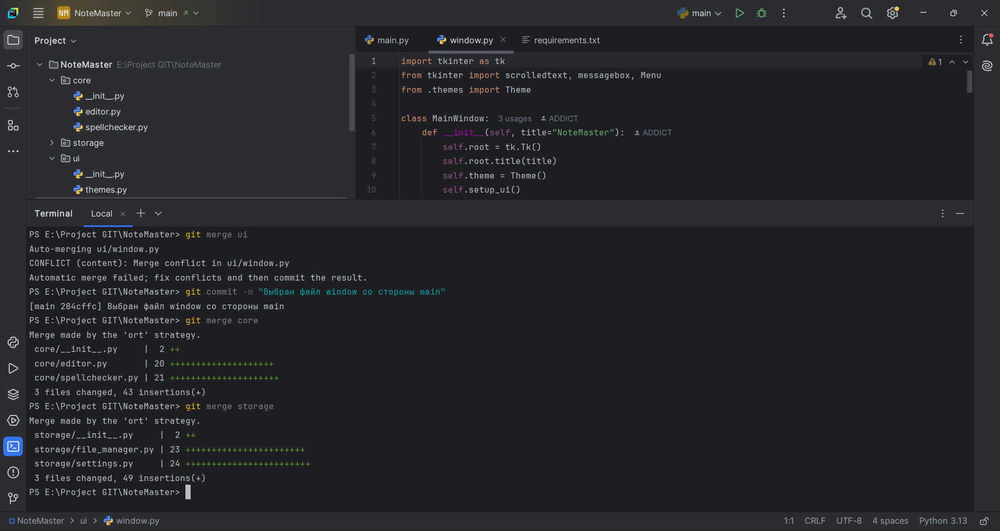 PC NM NoteMaster main main
Project
main.py window.py requirements.txt
NoteMaster E:\Project GIT\NoteMaster
core
__init__.py
editor.py
spellchecker.py
storage
ui
__init__.py
themes.py
1 import tkinter as tk 1
2 from tkinter import scrolledtext, messagebox, Menu
3 from .themes import Theme
4
5 class MainWindow: 3 usages ADDICT
6 def __init__(self, title="NoteMaster"): ADDICT
7 self.root = tk.Tk()
8 self.root.title(title)
9 self.theme = Theme()
10 self.setup_ui()
Terminal Local
PS E:\Project GIT\NoteMaster> git merge ui
Auto-merging ui/window.py
CONFLICT (content): Merge conflict in ui/window.py
Automatic merge failed; fix conflicts and then commit the result.
PS E:\Project GIT\NoteMaster> git commit -m "Выбран файл window со стороны main"
[main 284cffc] Выбран файл window со стороны main
PS E:\Project GIT\NoteMaster> git merge core
Merge made by the 'ort' strategy.
core/__init__.py | 2 ++
core/editor.py | 20 ++++++++++++++++++++
core/spellchecker.py | 21 +++++++++++++++++++++
3 files changed, 43 insertions(+)
PS E:\Project GIT\NoteMaster> git merge storage
Merge made by the 'ort' strategy.
storage/__init__.py | 2 ++
storage/file_manager.py | 23 +++++++++++++++++++++++
storage/settings.py | 24 ++++++++++++++++++++++++
3 files changed, 49 insertions(+)
PS E:\Project GIT\NoteMaster>
NoteMaster > ui > window.py 1:1 CRLF UTF-8 4 spaces Python 3.13